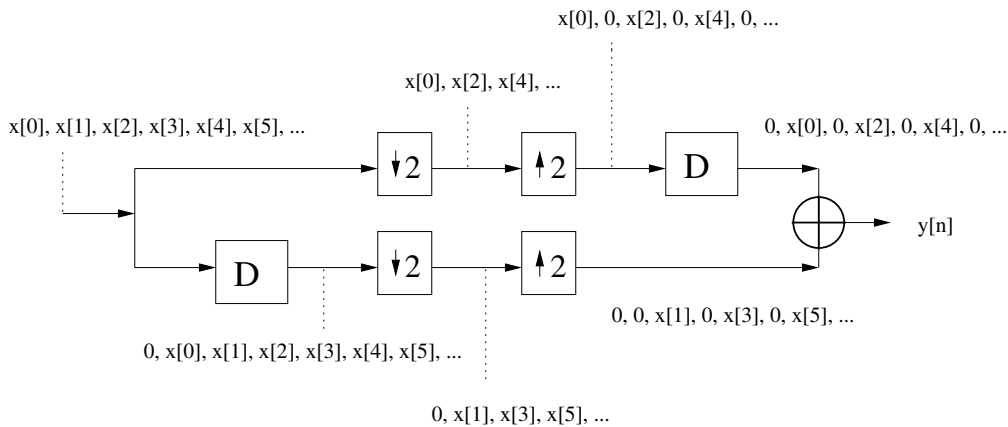 x[0], 0, x[2], 0, x[4], 0, ...
x[0], x[2], x[4], ...
x[0], x[1], x[2], x[3], x[4], x[5], ...
0, x[0], 0, x[2], 0, x[4], 0, ...
↓2
↑2
D
y[n]
D
↓2
↑2
0, 0, x[1], 0, x[3], 0, x[5], ...
0, x[0], x[1], x[2], x[3], x[4], x[5], ...
0, x[1], x[3], x[5], ...